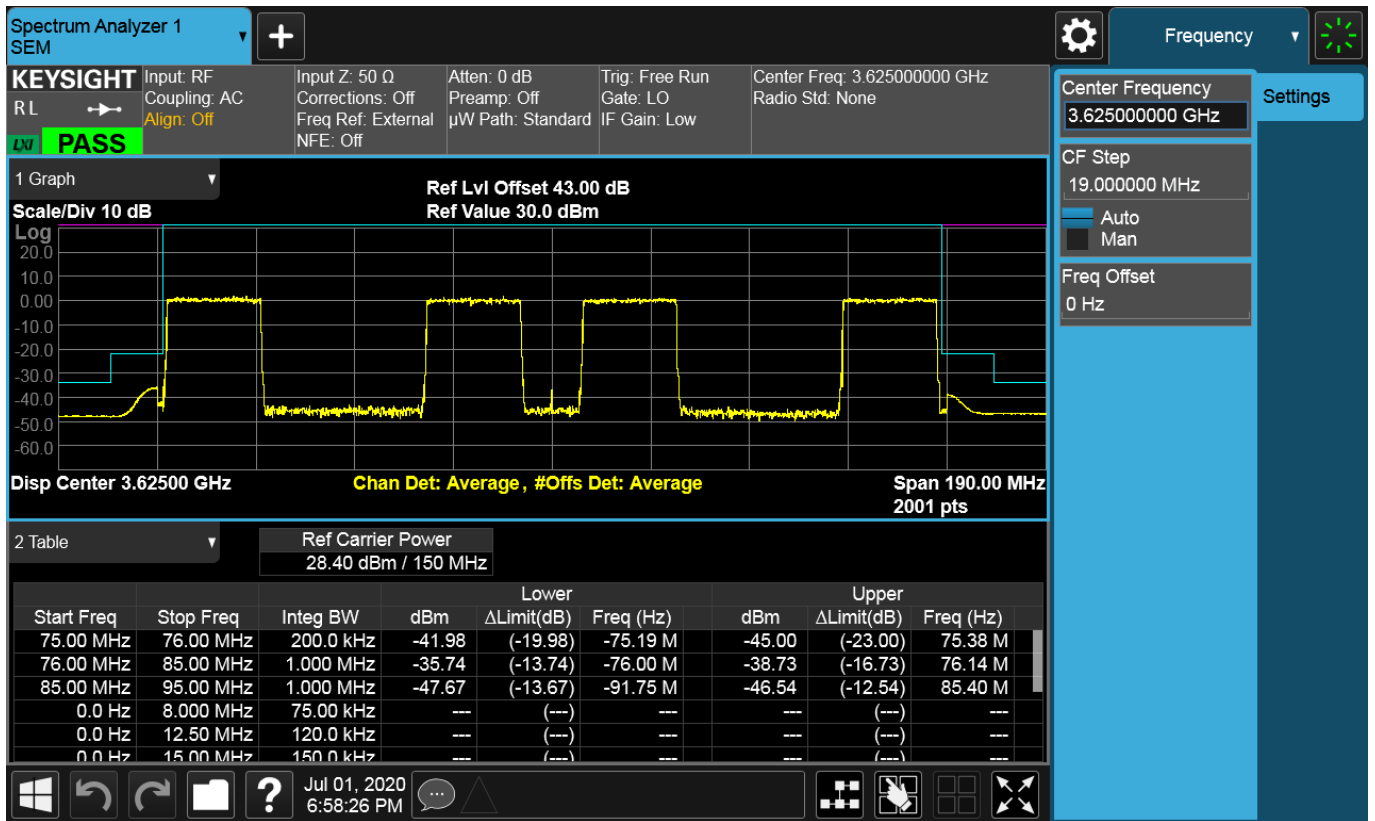 Spectrum Analyzer 1
SEM
Frequency
KEYSIGHT
R L
LXI PASS
Input: RF
Coupling: AC
Align: Off
Input Z: 50 Ω
Corrections: Off
Freq Ref: External
NFE: Off
Atten: 0 dB
Preamp: Off
µW Path: Standard
Trig: Free Run
Gate: LO
IF Gain: Low
Center Freq: 3.625000000 GHz
Radio Std: None
Center Frequency
3.625000000 GHz
Settings
CF Step
19.000000 MHz
Auto
Man
Freq Offset
0 Hz
1 Graph
Scale/Div 10 dB
Ref Lvl Offset 43.00 dB
Ref Value 30.0 dBm
Log
20.0
10.0
0.00
-10.0
-20.0
-30.0
-40.0
-50.0
-60.0
Disp Center 3.62500 GHz
Chan Det: Average , #Offs Det: Average
Span 190.00 MHz
2001 pts
2 Table
Ref Carrier Power
28.40 dBm / 150 MHz
Lower Upper
Start Freq Stop Freq Integ BW dBm ΔLimit(dB) Freq (Hz) dBm ΔLimit(dB) Freq (Hz)
75.00 MHz 76.00 MHz 200.0 kHz -41.98 (-19.98) -75.19 M -45.00 (-23.00) 75.38 M
76.00 MHz 85.00 MHz 1.000 MHz -35.74 (-13.74) -76.00 M -38.73 (-16.73) 76.14 M
85.00 MHz 95.00 MHz 1.000 MHz -47.67 (-13.67) -91.75 M -46.54 (-12.54) 85.40 M
0.0 Hz 8.000 MHz 75.00 kHz --- (---) --- --- (---) ---
0.0 Hz 12.50 MHz 120.0 kHz --- (---) --- --- (---) ---
0.0 Hz 15.00 MHz 150.0 kHz --- (---) --- --- (---) ---
Jul 01, 2020
6:58:26 PM